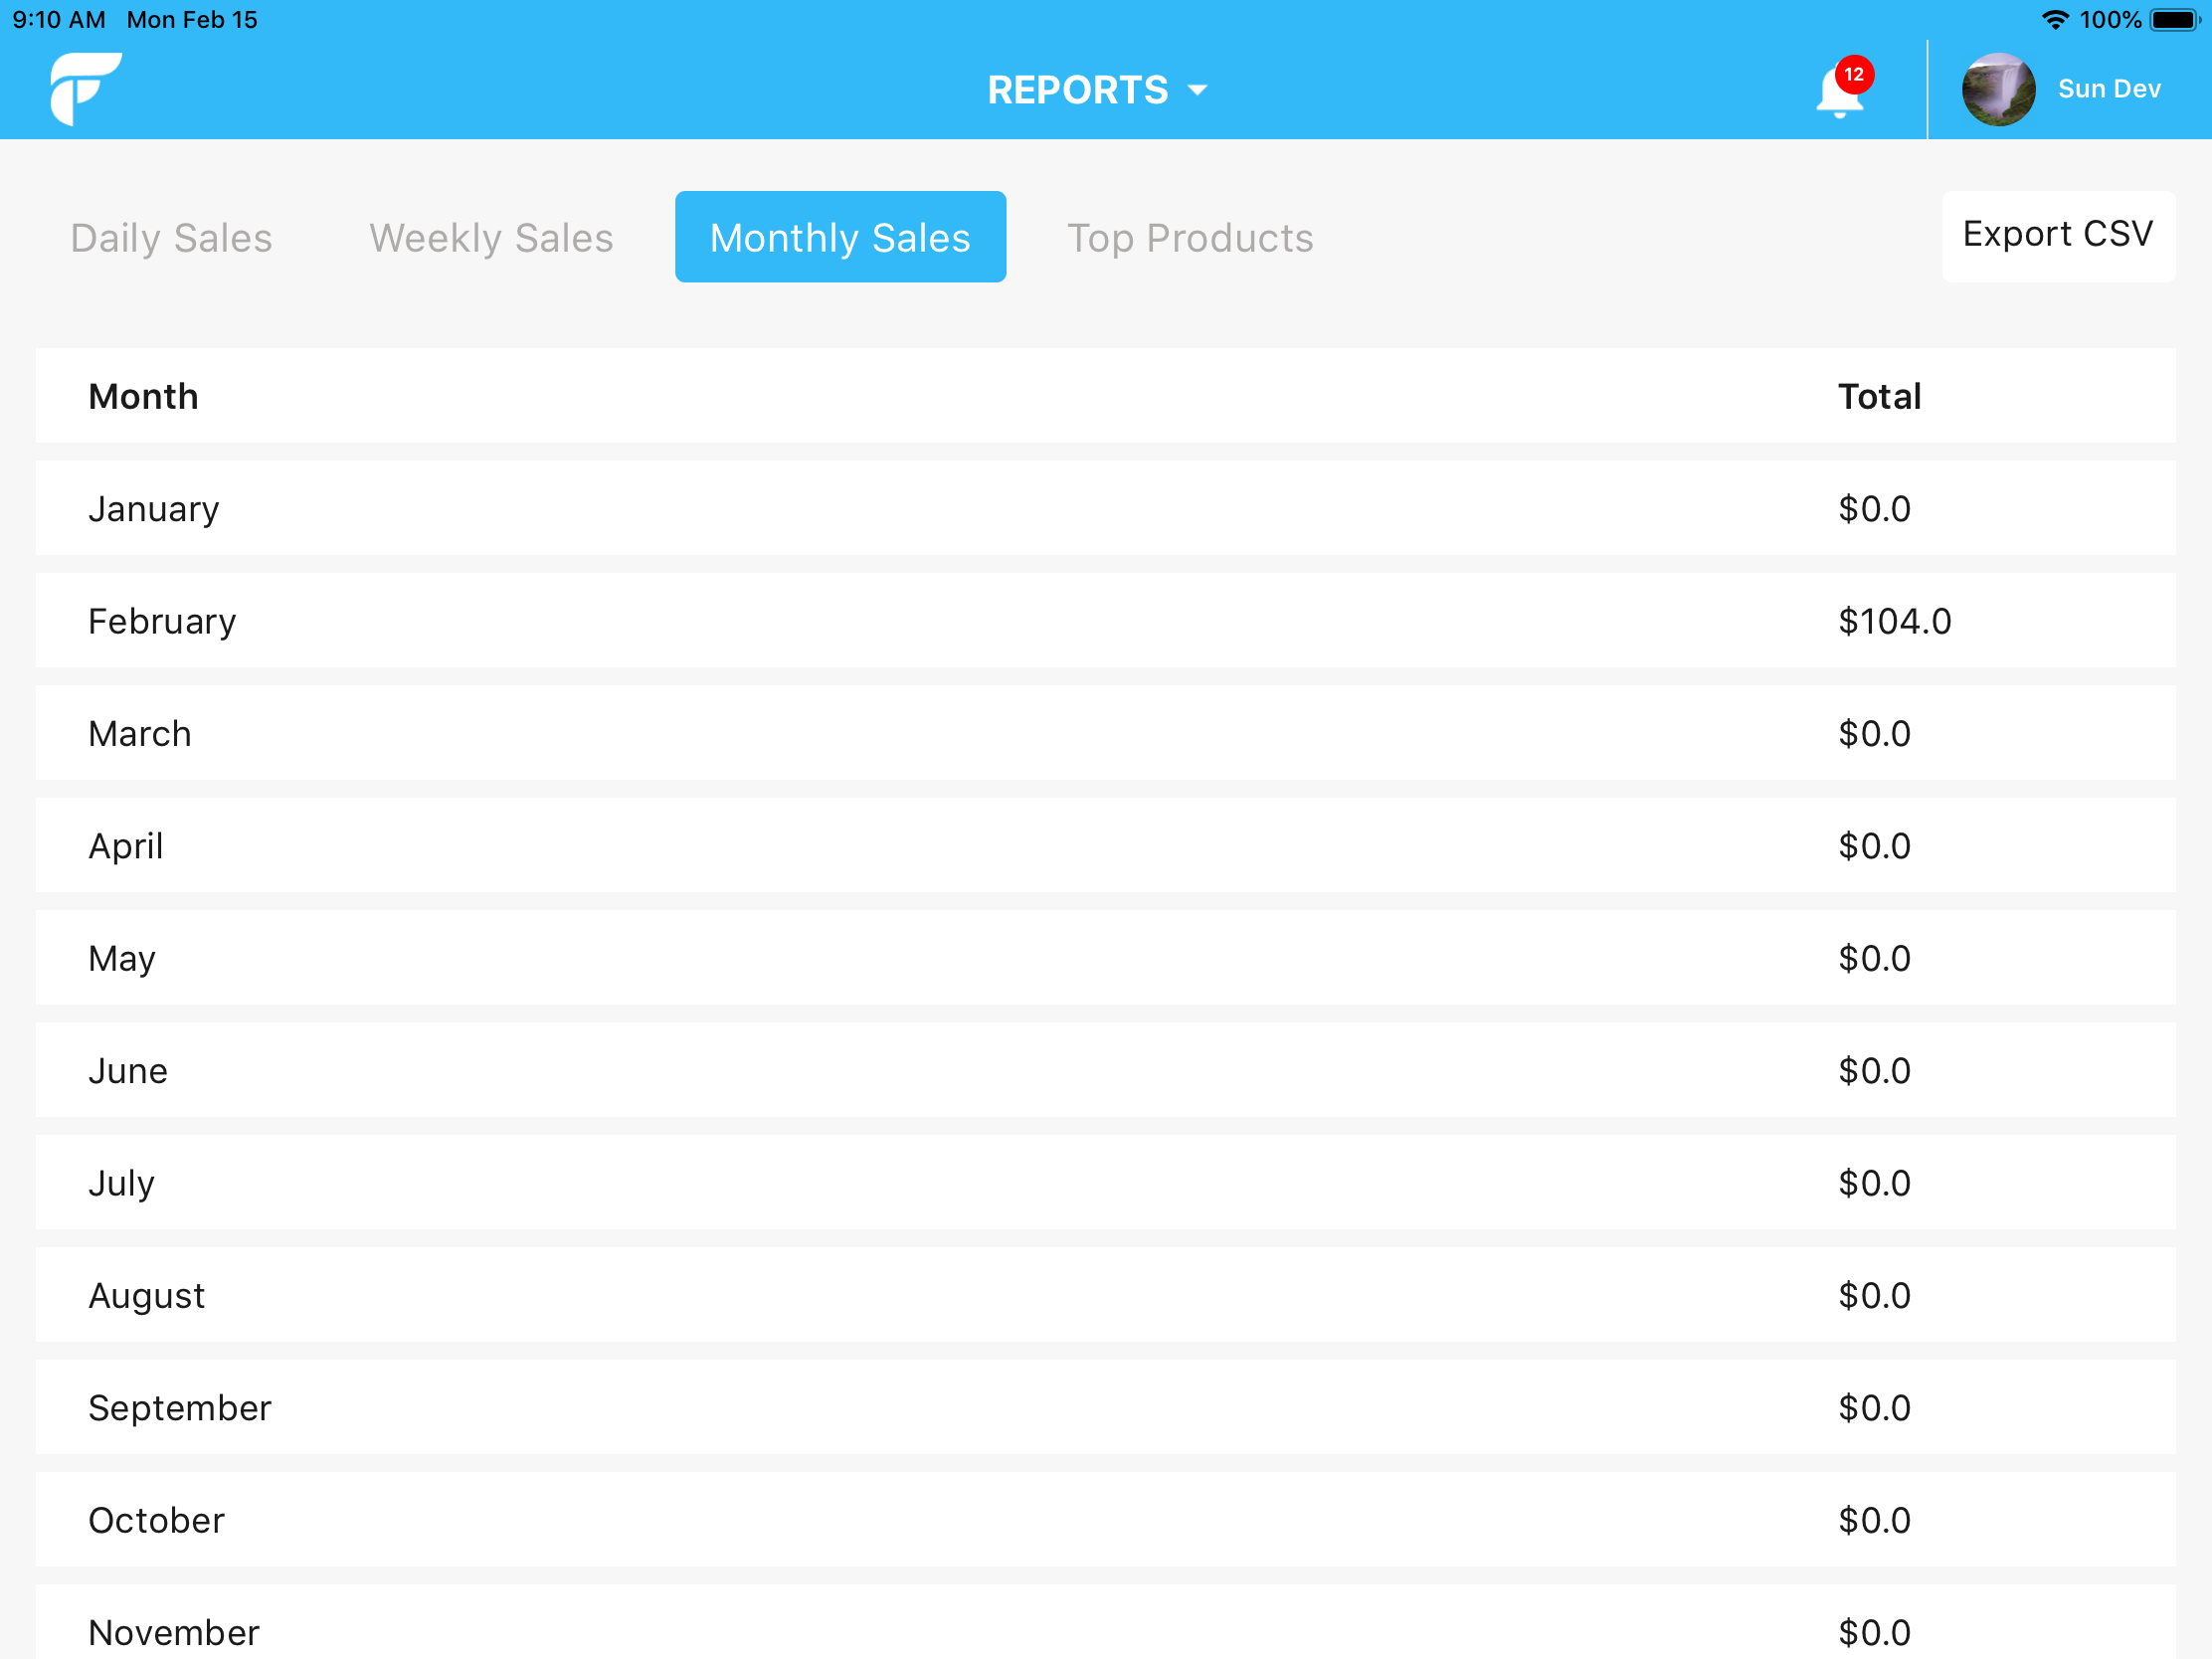 9:10 AM Mon Feb 15 100%
REPORTS 12 Sun Dev
Daily Sales Weekly Sales Monthly Sales Top Products Export CSV
Month Total
January $0.0
February $104.0
March $0.0
April $0.0
May $0.0
June $0.0
July $0.0
August $0.0
September $0.0
October $0.0
November $0.0